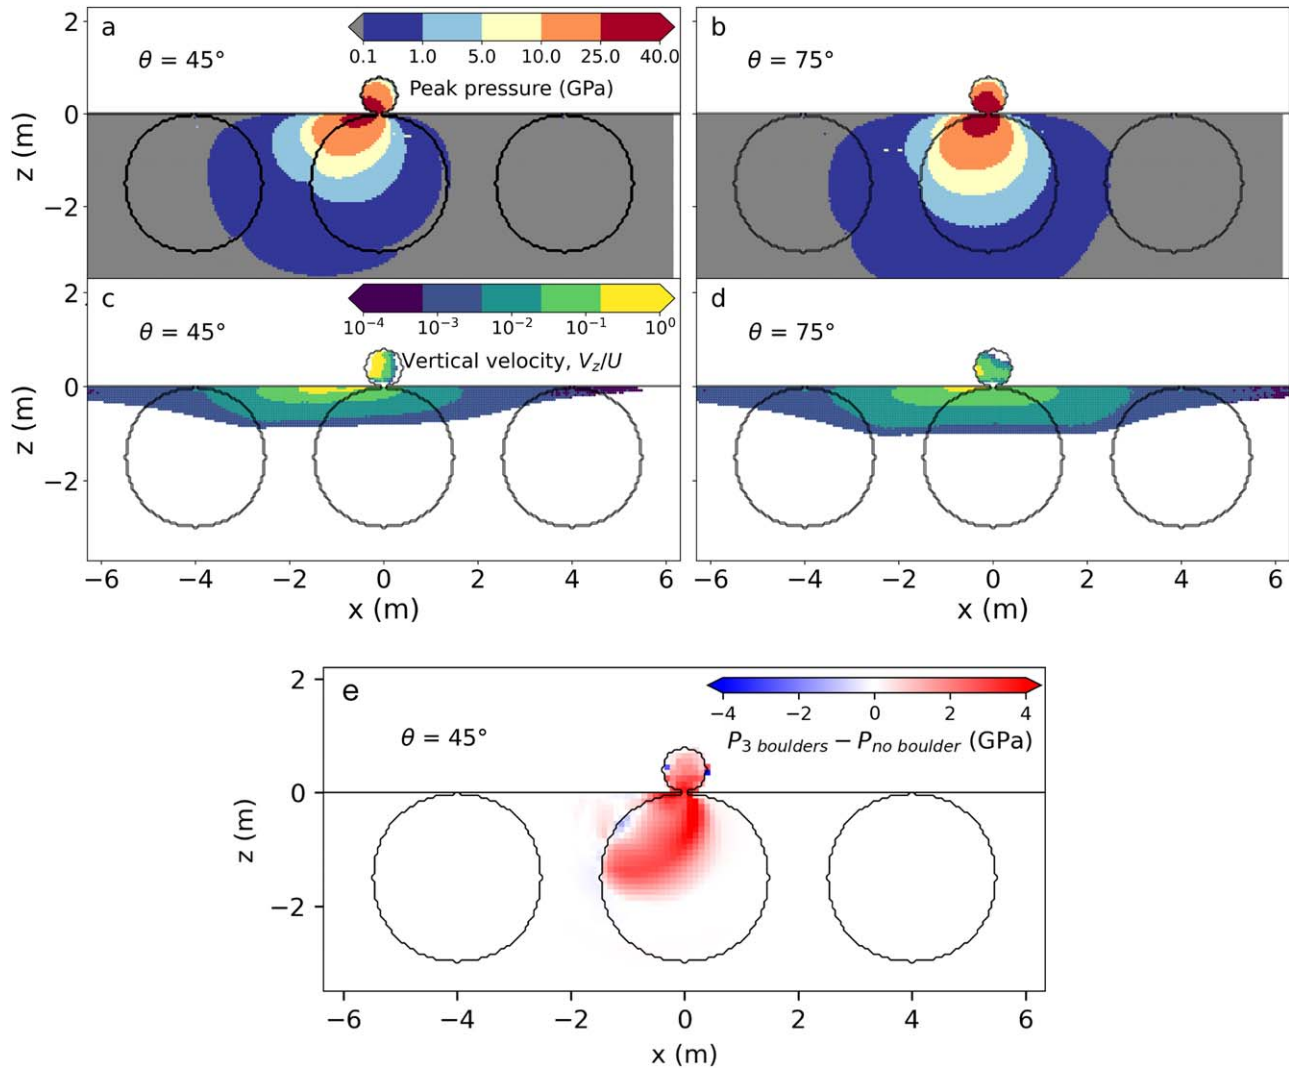 a
θ = 45°
0.1 1.0 5.0 10.0 25.0 40.0
Peak pressure (GPa)
b
θ = 75°
2
0
−2
z (m)
c
θ = 45°
10⁻⁴ 10⁻³ 10⁻² 10⁻¹ 10⁰
Vertical velocity, V_z/U
d
θ = 75°
2
0
−2
z (m)
−6 −4 −2 0 2 4 6
x (m)
−6 −4 −2 0 2 4 6
x (m)
e
θ = 45°
−4 −2 0 2 4
P_3 boulders − P_no boulder (GPa)
2
0
−2
z (m)
−6 −4 −2 0 2 4 6
x (m)